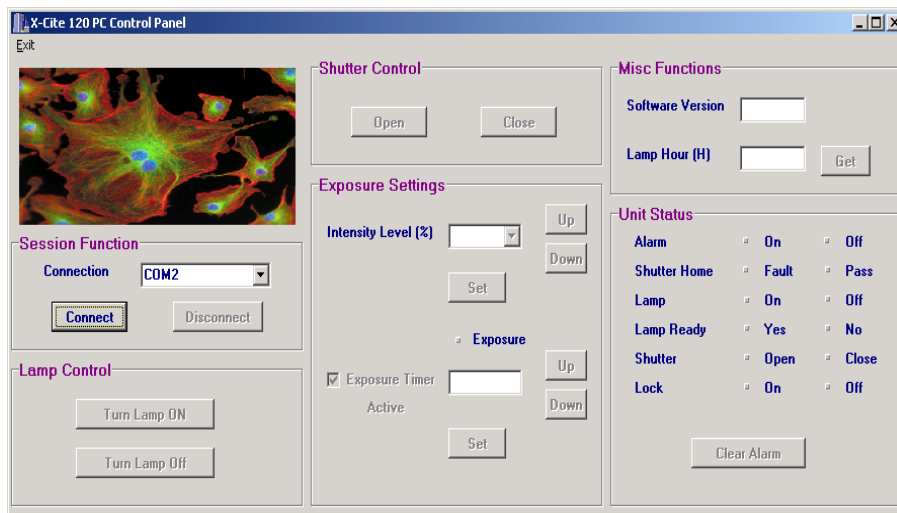 X-Cite 120 PC Control Panel
Exit
Session Function
Connection COM2
Connect Disconnect
Lamp Control
Turn Lamp ON
Turn Lamp Off
Shutter Control
Open Close
Exposure Settings
Intensity Level (%) Up
Down
Set
Exposure
Exposure Timer Up
Active Down
Set
Misc Functions
Software Version
Lamp Hour (H) Get
Unit Status
Alarm On Off
Shutter Home Fault Pass
Lamp On Off
Lamp Ready Yes No
Shutter Open Close
Lock On Off
Clear Alarm